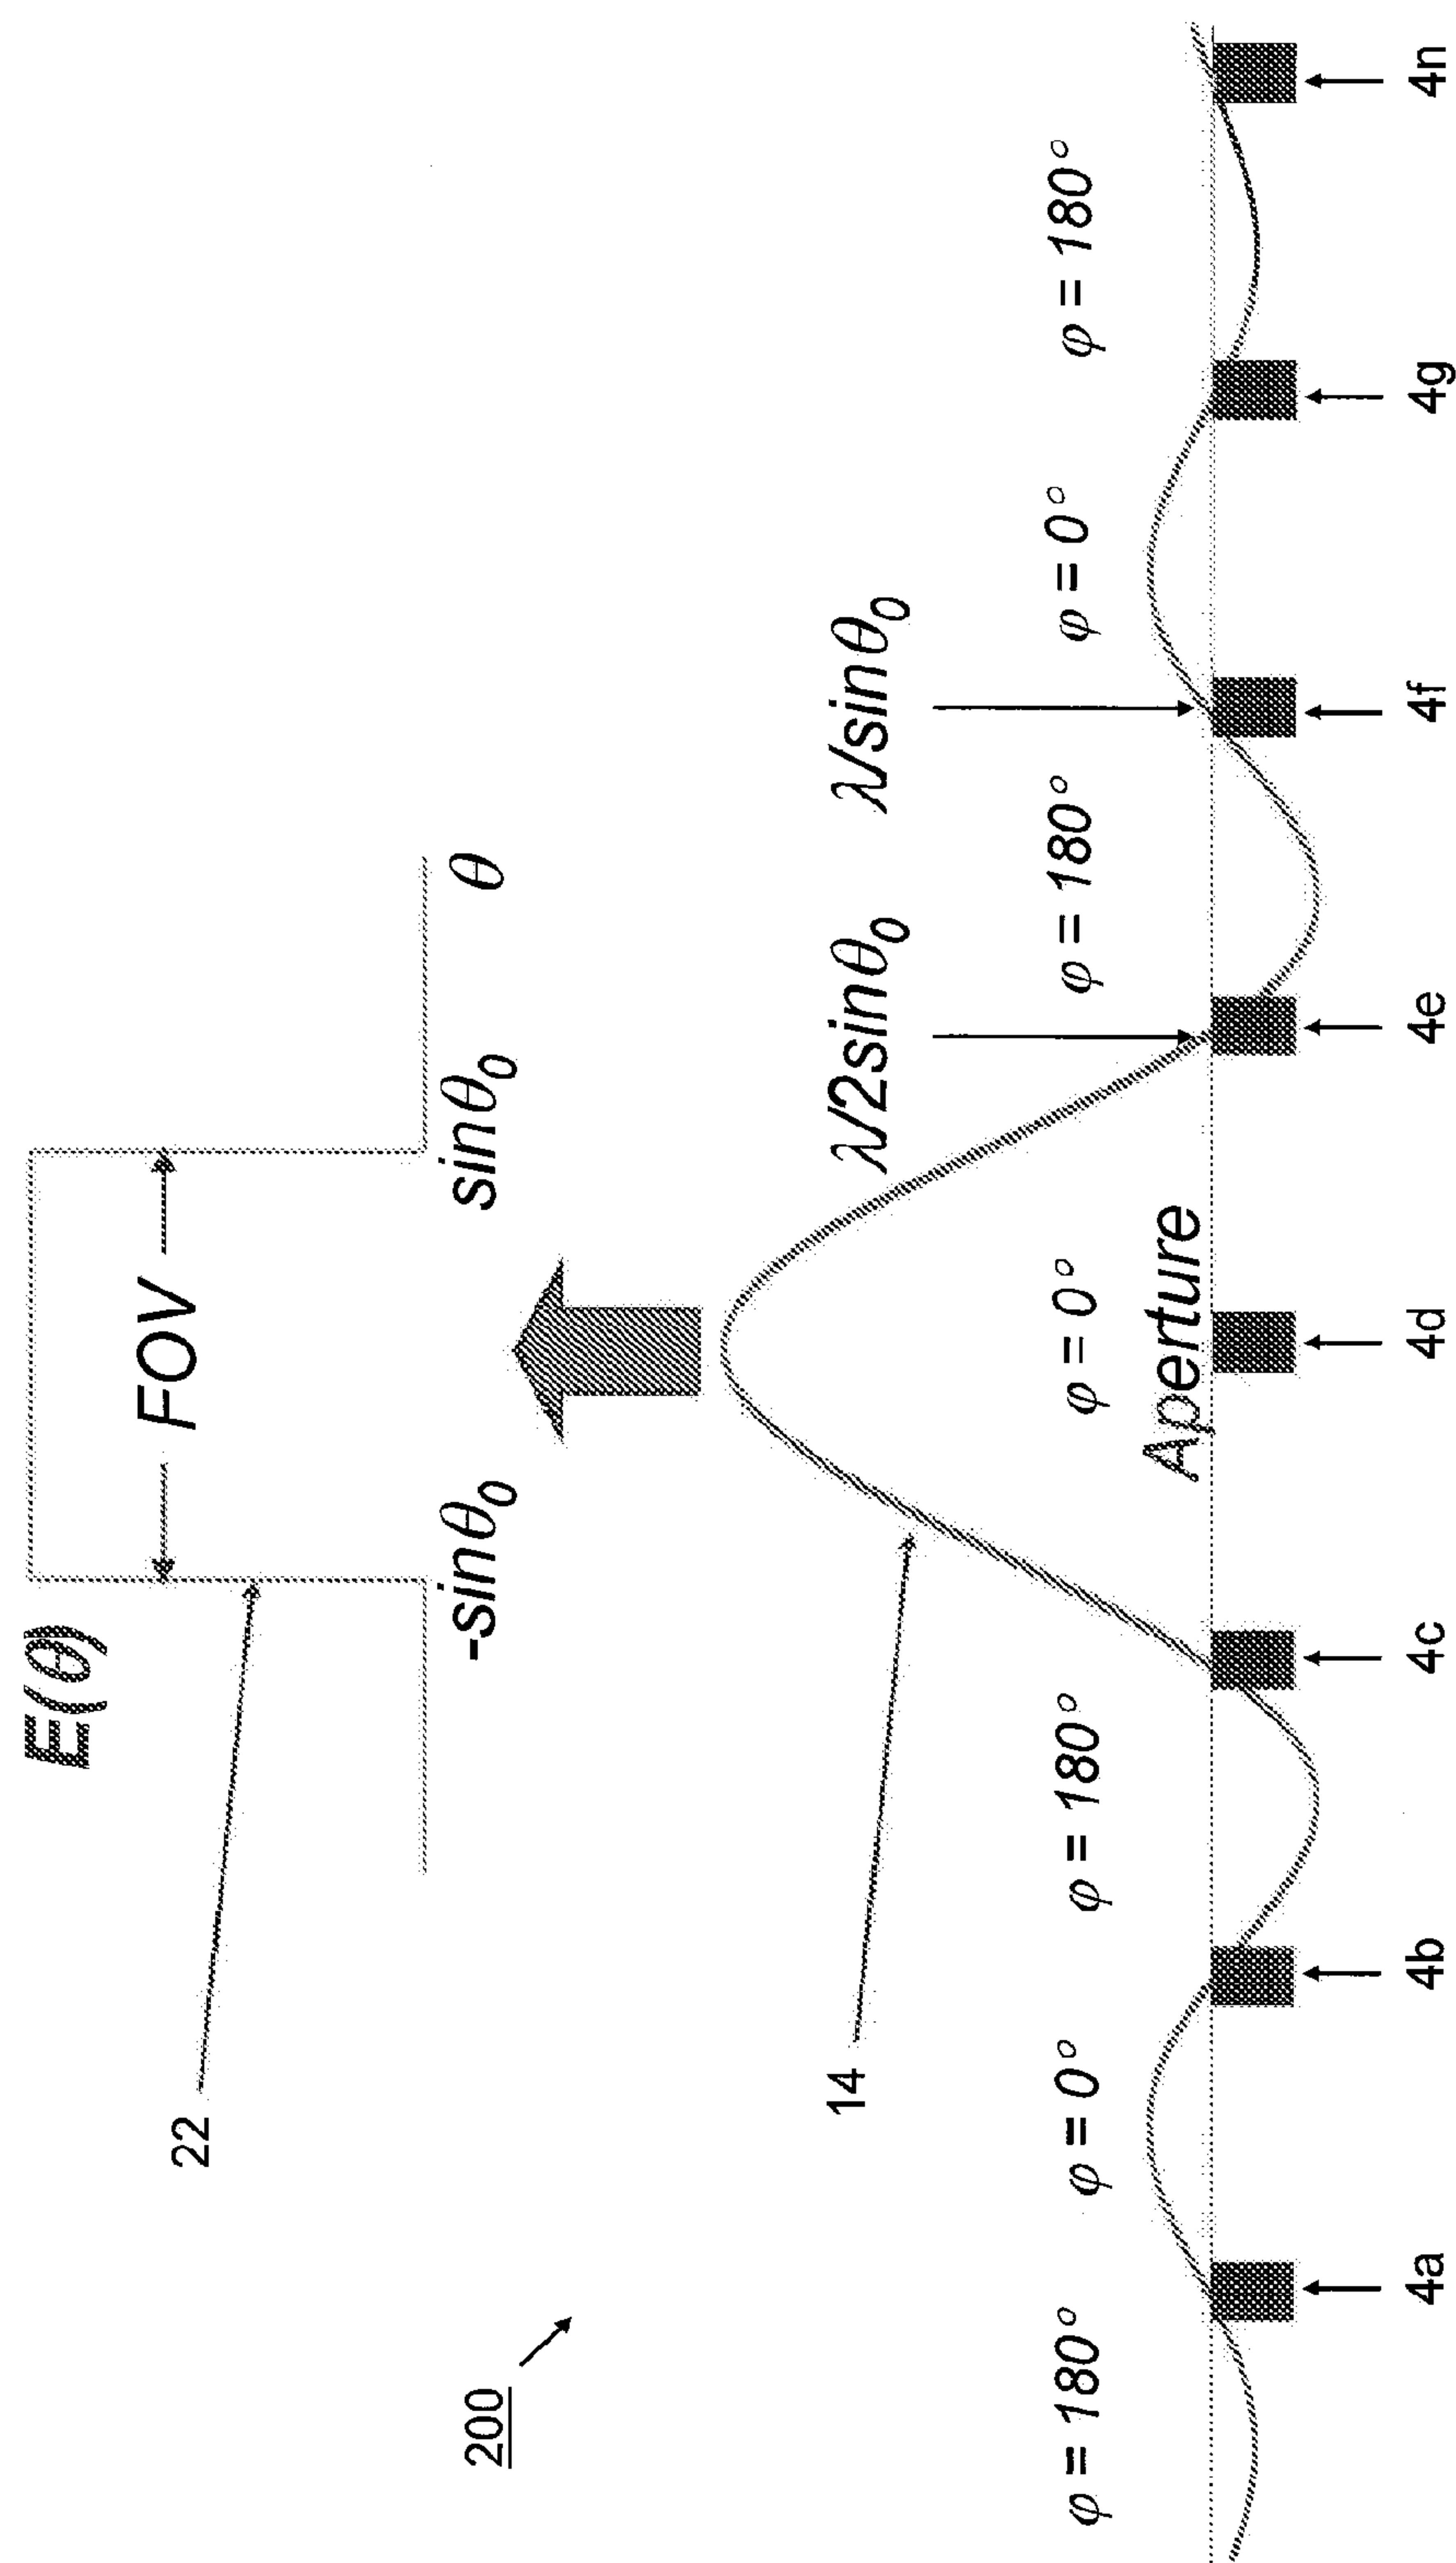 E(θ)
FOV
22
-sinθ₀
sinθ₀
θ
200
14
λ/2sinθ₀
λ/sinθ₀
φ = 180°
φ = 0°
φ = 180°
φ = 0°
φ = 180°
φ = 0°
φ = 180°
Aperture
4a
4b
4c
4d
4e
4f
4g
4n